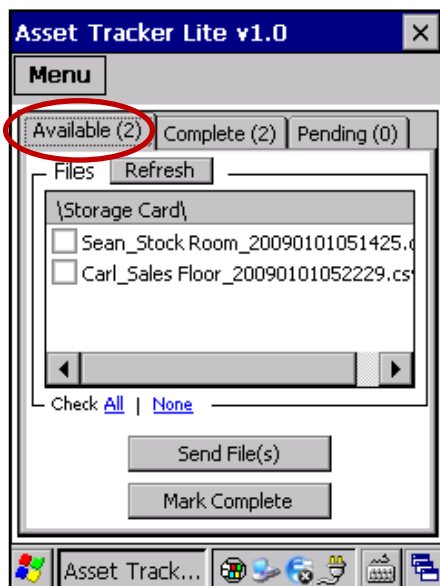 Asset Tracker Lite v1.0
Menu
Available (2) Complete (2) Pending (0)
Files Refresh
\Storage Card\
Sean_Stock Room_20090101051425.c
Carl_Sales Floor_20090101052229.csv
Check All | None
Send File(s)
Mark Complete
Asset Track...